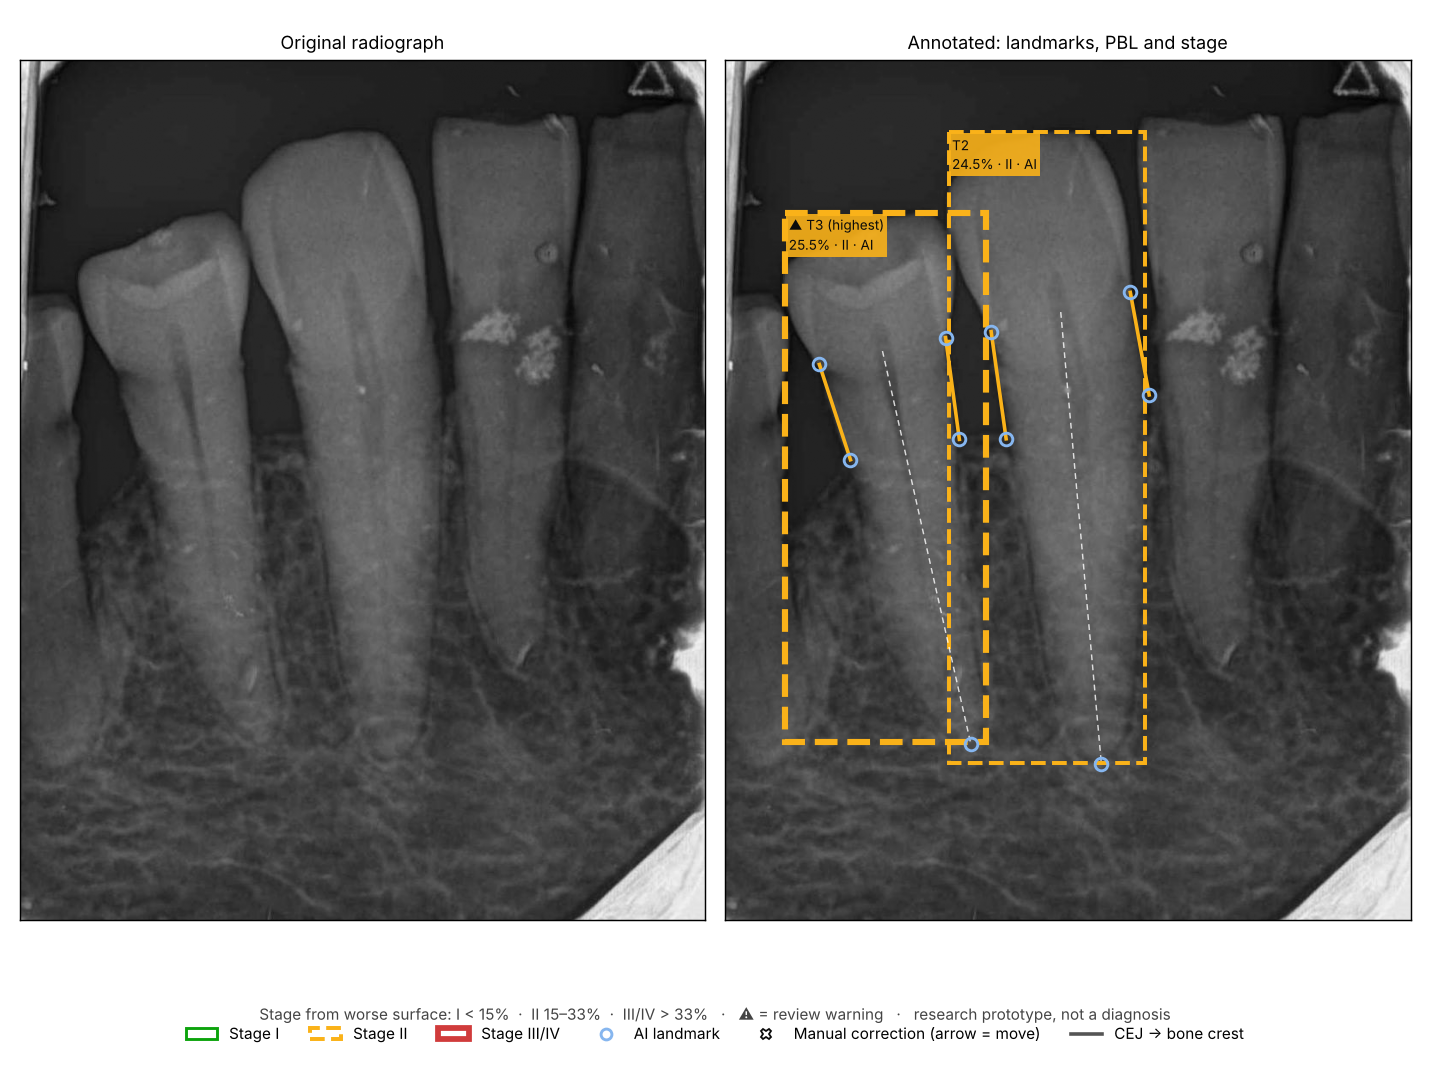 Original radiograph
Annotated: landmarks, PBL and stage
T2
24.5% · II · AI
▲ T3 (highest)
25.5% · II · AI
Stage from worse surface: I < 15% · II 15–33% · III/IV > 33% · ⚠ = review warning · research prototype, not a diagnosis
Stage I
Stage II
Stage III/IV
AI landmark
Manual correction (arrow = move)
CEJ → bone crest